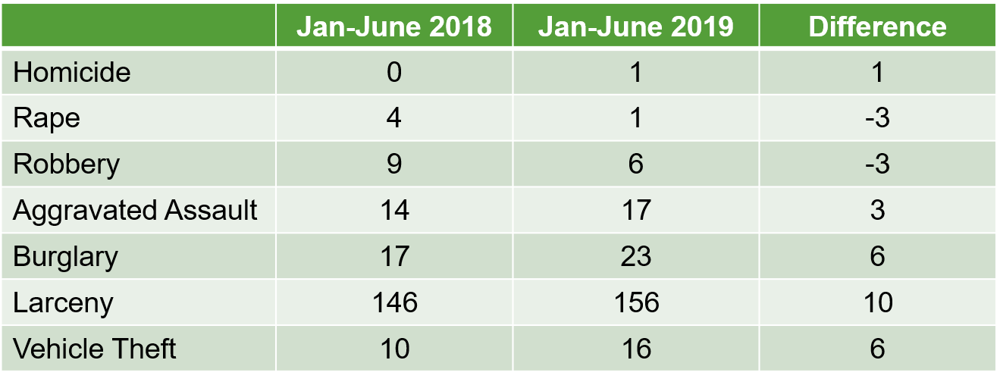 Jan-June 2018 Jan-June 2019 Difference
Homicide 0 1 1
Rape 4 1 -3
Robbery 9 6 -3
Aggravated Assault 14 17 3
Burglary 17 23 6
Larceny 146 156 10
Vehicle Theft 10 16 6